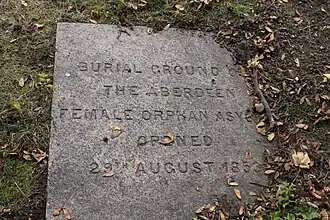 BURIAL GROUND
THE ABERDEEN
FEMALE ORPHAN
OPENED
29TH AUGUST